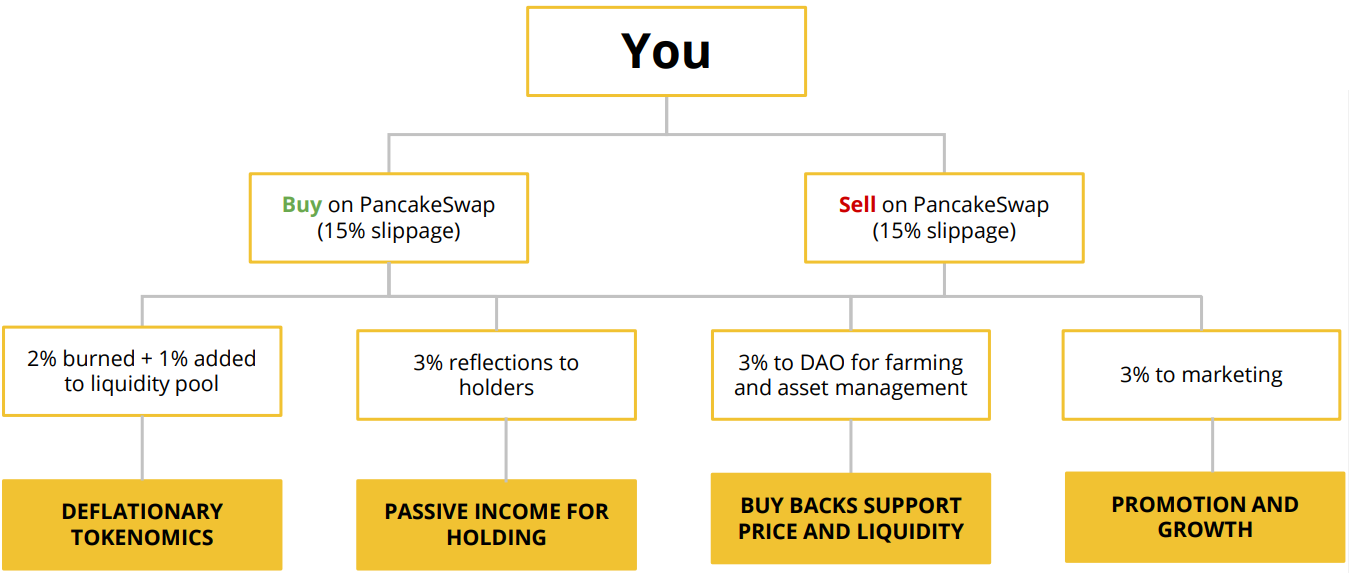 You
Buy on PancakeSwap
(15% slippage)
Sell on PancakeSwap
(15% slippage)
2% burned + 1% added
to liquidity pool
3% reflections to
holders
3% to DAO for farming
and asset management
3% to marketing
DEFLATIONARY
TOKENOMICS
PASSIVE INCOME FOR
HOLDING
BUY BACKS SUPPORT
PRICE AND LIQUIDITY
PROMOTION AND
GROWTH